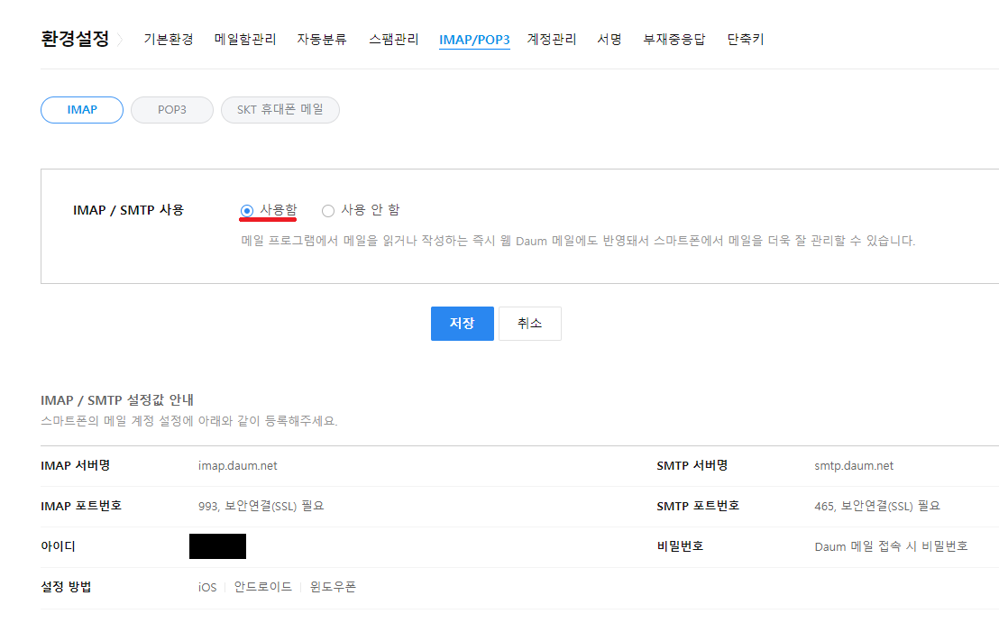 환경설정 기본환경 메일함관리 자동분류 스팸관리 IMAP/POP3 계정관리 서명 부재중응답 단축키
IMAP POP3 SKT 휴대폰 메일
IMAP / SMTP 사용 사용함 사용 안 함
메일 프로그램에서 메일을 읽거나 작성하는 즉시 웹 Daum 메일에도 반영돼서 스마트폰에서 메일을 더욱 잘 관리할 수 있습니다.
저장 취소
IMAP / SMTP 설정값 안내
스마트폰의 메일 계정 설정에 아래와 같이 등록해주세요.
IMAP 서버명 imap.daum.net SMTP 서버명 smtp.daum.net
IMAP 포트번호 993, 보안연결(SSL) 필요 SMTP 포트번호 465, 보안연결(SSL) 필요
아이디 비밀번호 Daum 메일 접속 시 비밀번호
설정 방법 iOS 안드로이드 윈도우폰